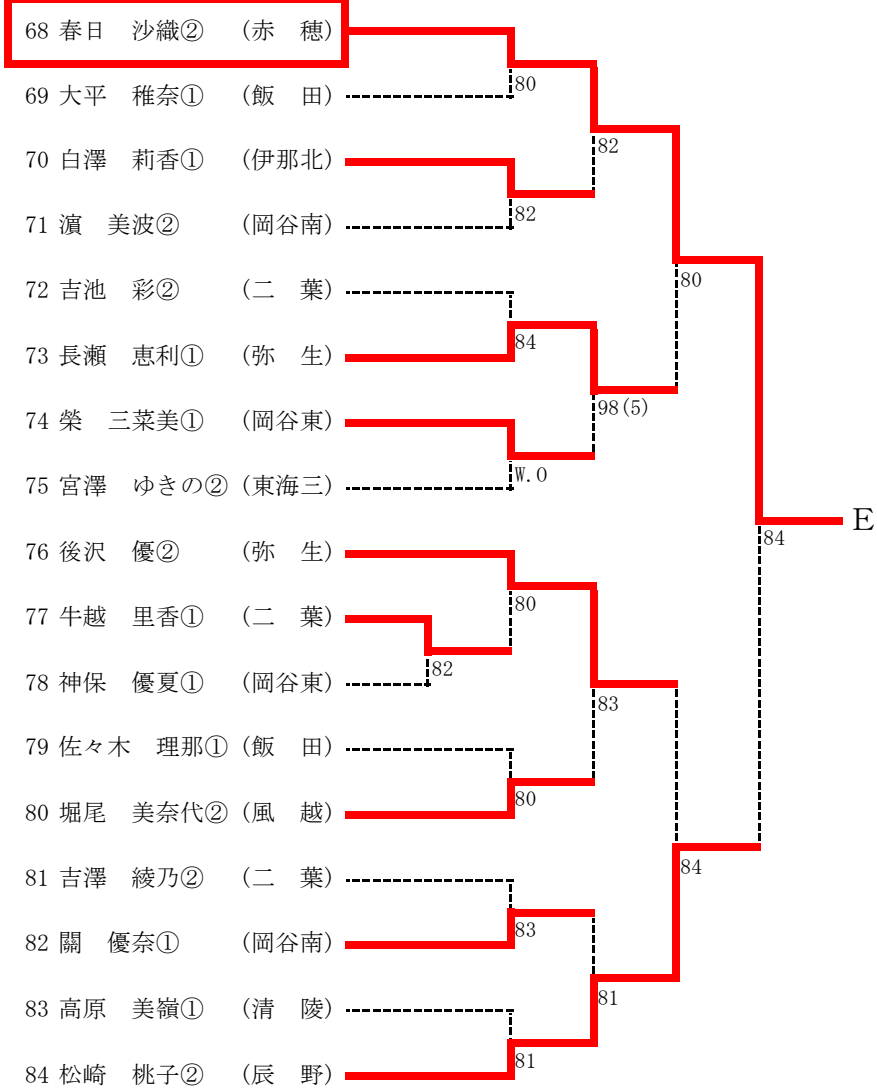 68 春日　沙織②　（赤　穂）
80
69 大平　稚奈①　（飯　田）
82
70 白澤　莉香①　（伊那北）
82
71 濵　美波②　（岡谷南）
80
72 吉池　彩②　（二　葉）
84
73 長瀬　恵利①　（弥　生）
98(5)
74 榮　三菜美①　（岡谷東）
W.0
75 宮澤　ゆきの②（東海三）
E
84
76 後沢　優②　（弥　生）
80
77 牛越　里香①　（二　葉）
82
78 神保　優夏①　（岡谷東）
83
79 佐々木　理那①（飯　田）
80
80 堀尾　美奈代②（風　越）
84
81 吉澤　綾乃②　（二　葉）
83
82 關　優奈①　（岡谷南）
81
83 高原　美嶺①　（清　陵）
81
84 松崎　桃子②　（辰　野）